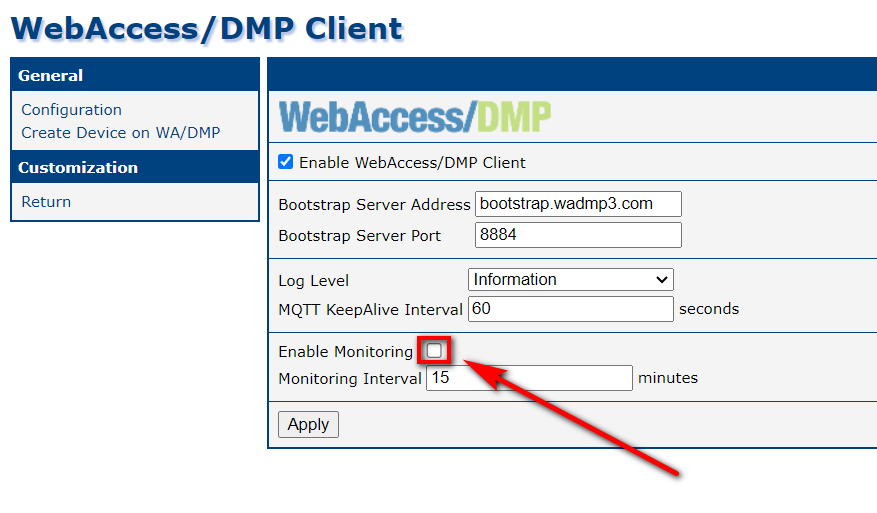 WebAccess/DMP Client
General
Configuration
Create Device on WA/DMP
Customization
Return
WebAccess/DMP
Enable WebAccess/DMP Client
Bootstrap Server Address bootstrap.wadmp3.com
Bootstrap Server Port 8884
Log Level Information
MQTT KeepAlive Interval 60 seconds
Enable Monitoring
Monitoring Interval 15 minutes
Apply